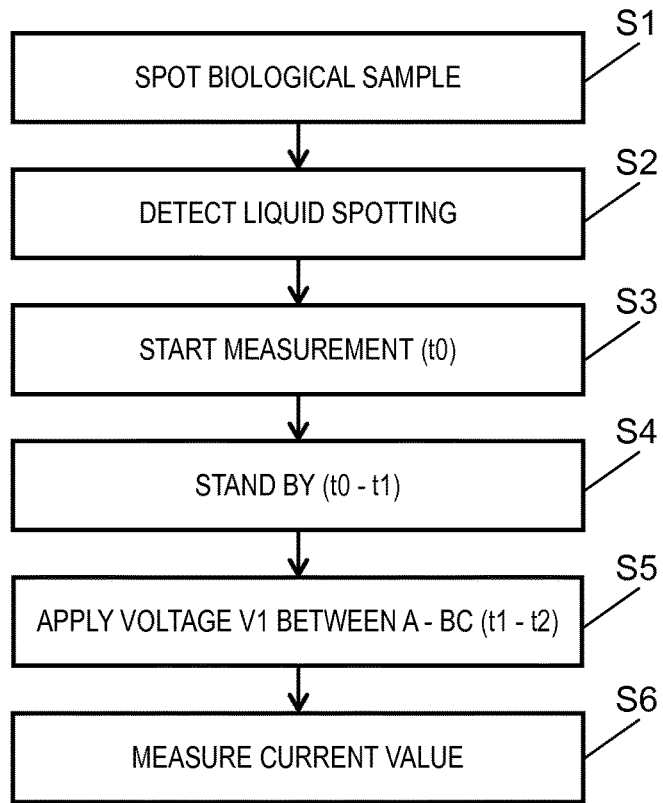 S1
SPOT BIOLOGICAL SAMPLE
S2
DETECT LIQUID SPOTTING
S3
START MEASUREMENT (t0)
S4
STAND BY (t0 - t1)
S5
APPLY VOLTAGE V1 BETWEEN A - BC (t1 - t2)
S6
MEASURE CURRENT VALUE